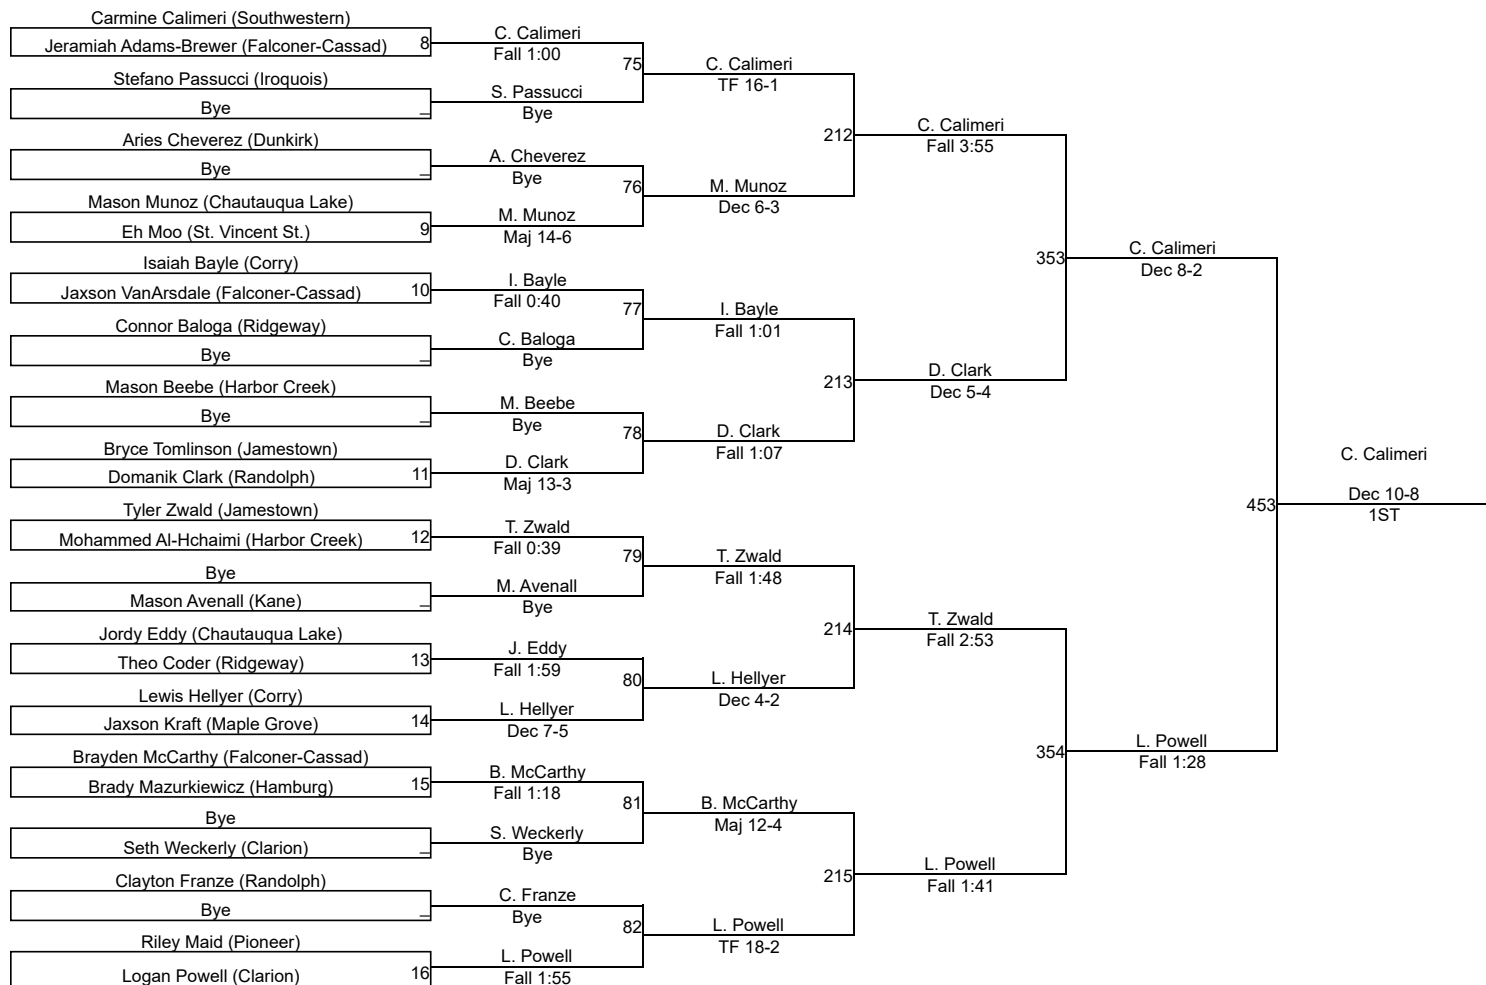 Carmine Calimeri (Southwestern)
Jeramiah Adams-Brewer (Falconer-Cassad) 8
Stefano Passucci (Iroquois)
Bye _
Aries Cheverez (Dunkirk)
Bye _
Mason Munoz (Chautauqua Lake)
Eh Moo (St. Vincent St.) 9
Isaiah Bayle (Corry)
Jaxson VanArsdale (Falconer-Cassad) 10
Connor Baloga (Ridgeway)
Bye _
Mason Beebe (Harbor Creek)
Bye _
Bryce Tomlinson (Jamestown)
Domanik Clark (Randolph) 11
Tyler Zwald (Jamestown)
Mohammed Al-Hchaimi (Harbor Creek) 12
Bye
Mason Avenall (Kane) _
Jordy Eddy (Chautauqua Lake)
Theo Coder (Ridgeway) 13
Lewis Hellyer (Corry)
Jaxson Kraft (Maple Grove) 14
Brayden McCarthy (Falconer-Cassad)
Brady Mazurkiewicz (Hamburg) 15
Bye
Seth Weckerly (Clarion) _
Clayton Franze (Randolph)
Bye _
Riley Maid (Pioneer)
Logan Powell (Clarion) 16
C. Calimeri
Fall 1:00
75
S. Passucci
Bye
A. Cheverez
Bye
76
M. Munoz
Maj 14-6
I. Bayle
Fall 0:40
77
C. Baloga
Bye
M. Beebe
Bye
78
D. Clark
Maj 13-3
T. Zwald
Fall 0:39
79
M. Avenall
Bye
J. Eddy
Fall 1:59
80
L. Hellyer
Dec 7-5
B. McCarthy
Fall 1:18
81
S. Weckerly
Bye
C. Franze
Bye
82
L. Powell
Fall 1:55
C. Calimeri
TF 16-1
212
M. Munoz
Dec 6-3
I. Bayle
Fall 1:01
213
D. Clark
Fall 1:07
T. Zwald
Fall 1:48
214
L. Hellyer
Dec 4-2
B. McCarthy
Maj 12-4
215
L. Powell
TF 18-2
C. Calimeri
Fall 3:55
353
D. Clark
Dec 5-4
T. Zwald
Fall 2:53
354
L. Powell
Fall 1:41
C. Calimeri
Dec 8-2
453
L. Powell
Fall 1:28
C. Calimeri
Dec 10-8
1ST